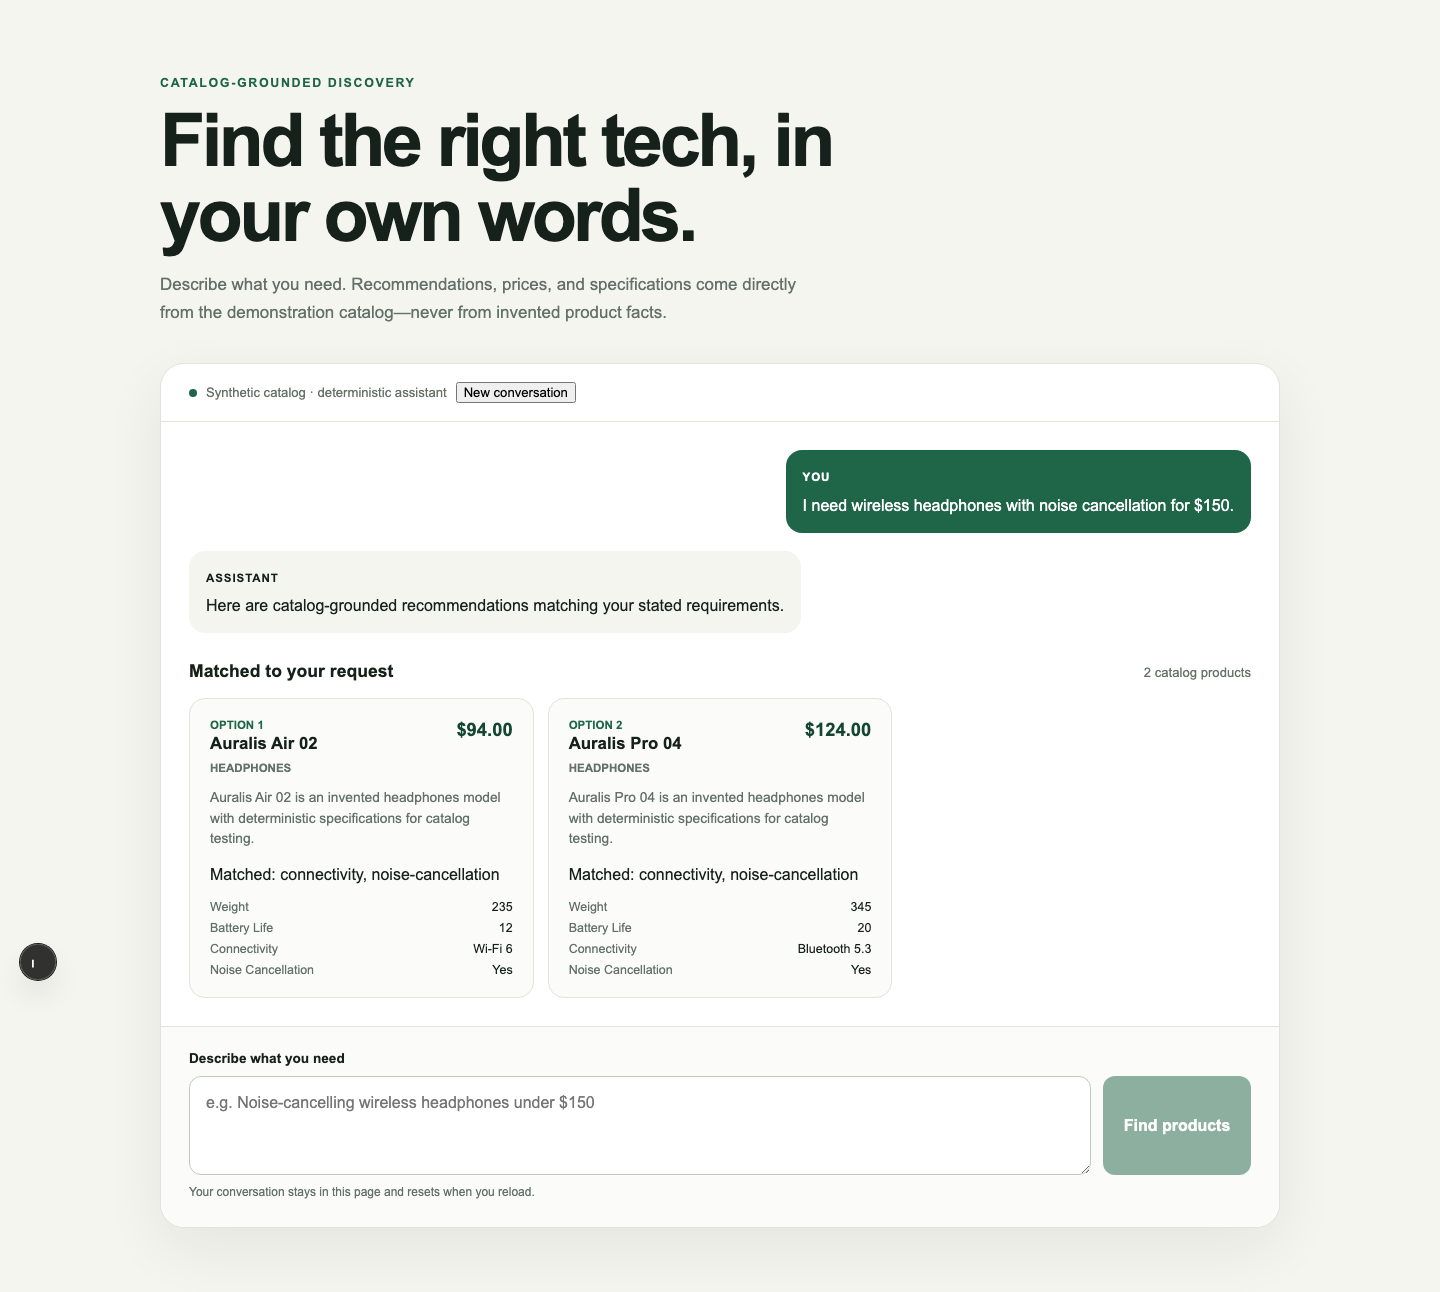 CATALOG-GROUNDED DISCOVERY
Find the right tech, in
your own words.
Describe what you need. Recommendations, prices, and specifications come directly
from the demonstration catalog—never from invented product facts.
Synthetic catalog · deterministic assistant New conversation
YOU
I need wireless headphones with noise cancellation for $150.
ASSISTANT
Here are catalog-grounded recommendations matching your stated requirements.
Matched to your request
2 catalog products
OPTION 1
Auralis Air 02
$94.00
HEADPHONES
Auralis Air 02 is an invented headphones model
with deterministic specifications for catalog
testing.
Matched: connectivity, noise-cancellation
Weight 235
Battery Life 12
Connectivity Wi-Fi 6
Noise Cancellation Yes
OPTION 2
Auralis Pro 04
$124.00
HEADPHONES
Auralis Pro 04 is an invented headphones model
with deterministic specifications for catalog
testing.
Matched: connectivity, noise-cancellation
Weight 345
Battery Life 20
Connectivity Bluetooth 5.3
Noise Cancellation Yes
Describe what you need
e.g. Noise-cancelling wireless headphones under $150
Find products
Your conversation stays in this page and resets when you reload.